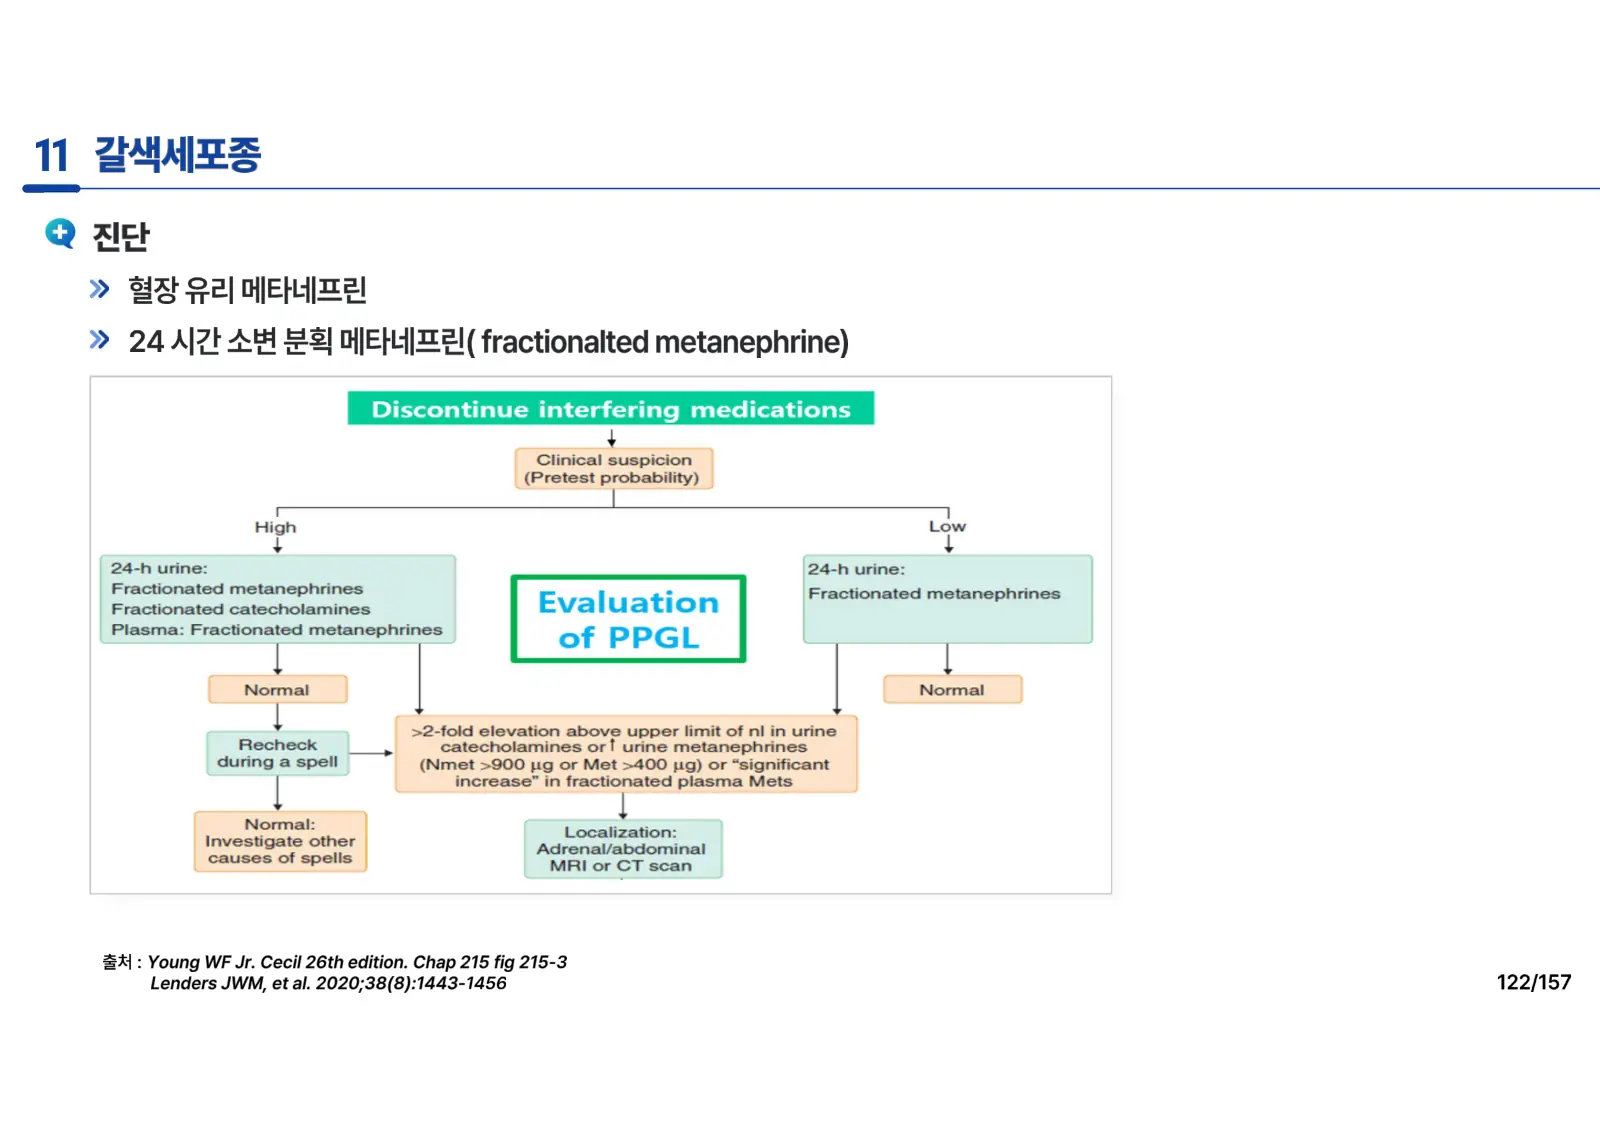 11 갈색세포종
진단
혈장 유리 메타네프린
24 시간 소변 분획 메타네프린( fractionalted metanephrine)
Discontinue interfering medications
Clinical suspicion
(Pretest probability)
High
Low
24-h urine:
Fractionated metanephrines
Fractionated catecholamines
Plasma: Fractionated metanephrines
Evaluation
of PPGL
24-h urine:
Fractionated metanephrines
Normal
Normal
Recheck
during a spell
>2-fold elevation above upper limit of nl in urine
catecholamines or↑ urine metanephrines
(Nmet >900 µg or Met >400 µg) or “significant
increase” in fractionated plasma Mets
Normal:
Investigate other
causes of spells
Localization:
Adrenal/abdominal
MRI or CT scan
출처 : Young WF Jr. Cecil 26th edition. Chap 215 fig 215-3
Lenders JWM, et al. 2020;38(8):1443-1456
122/157